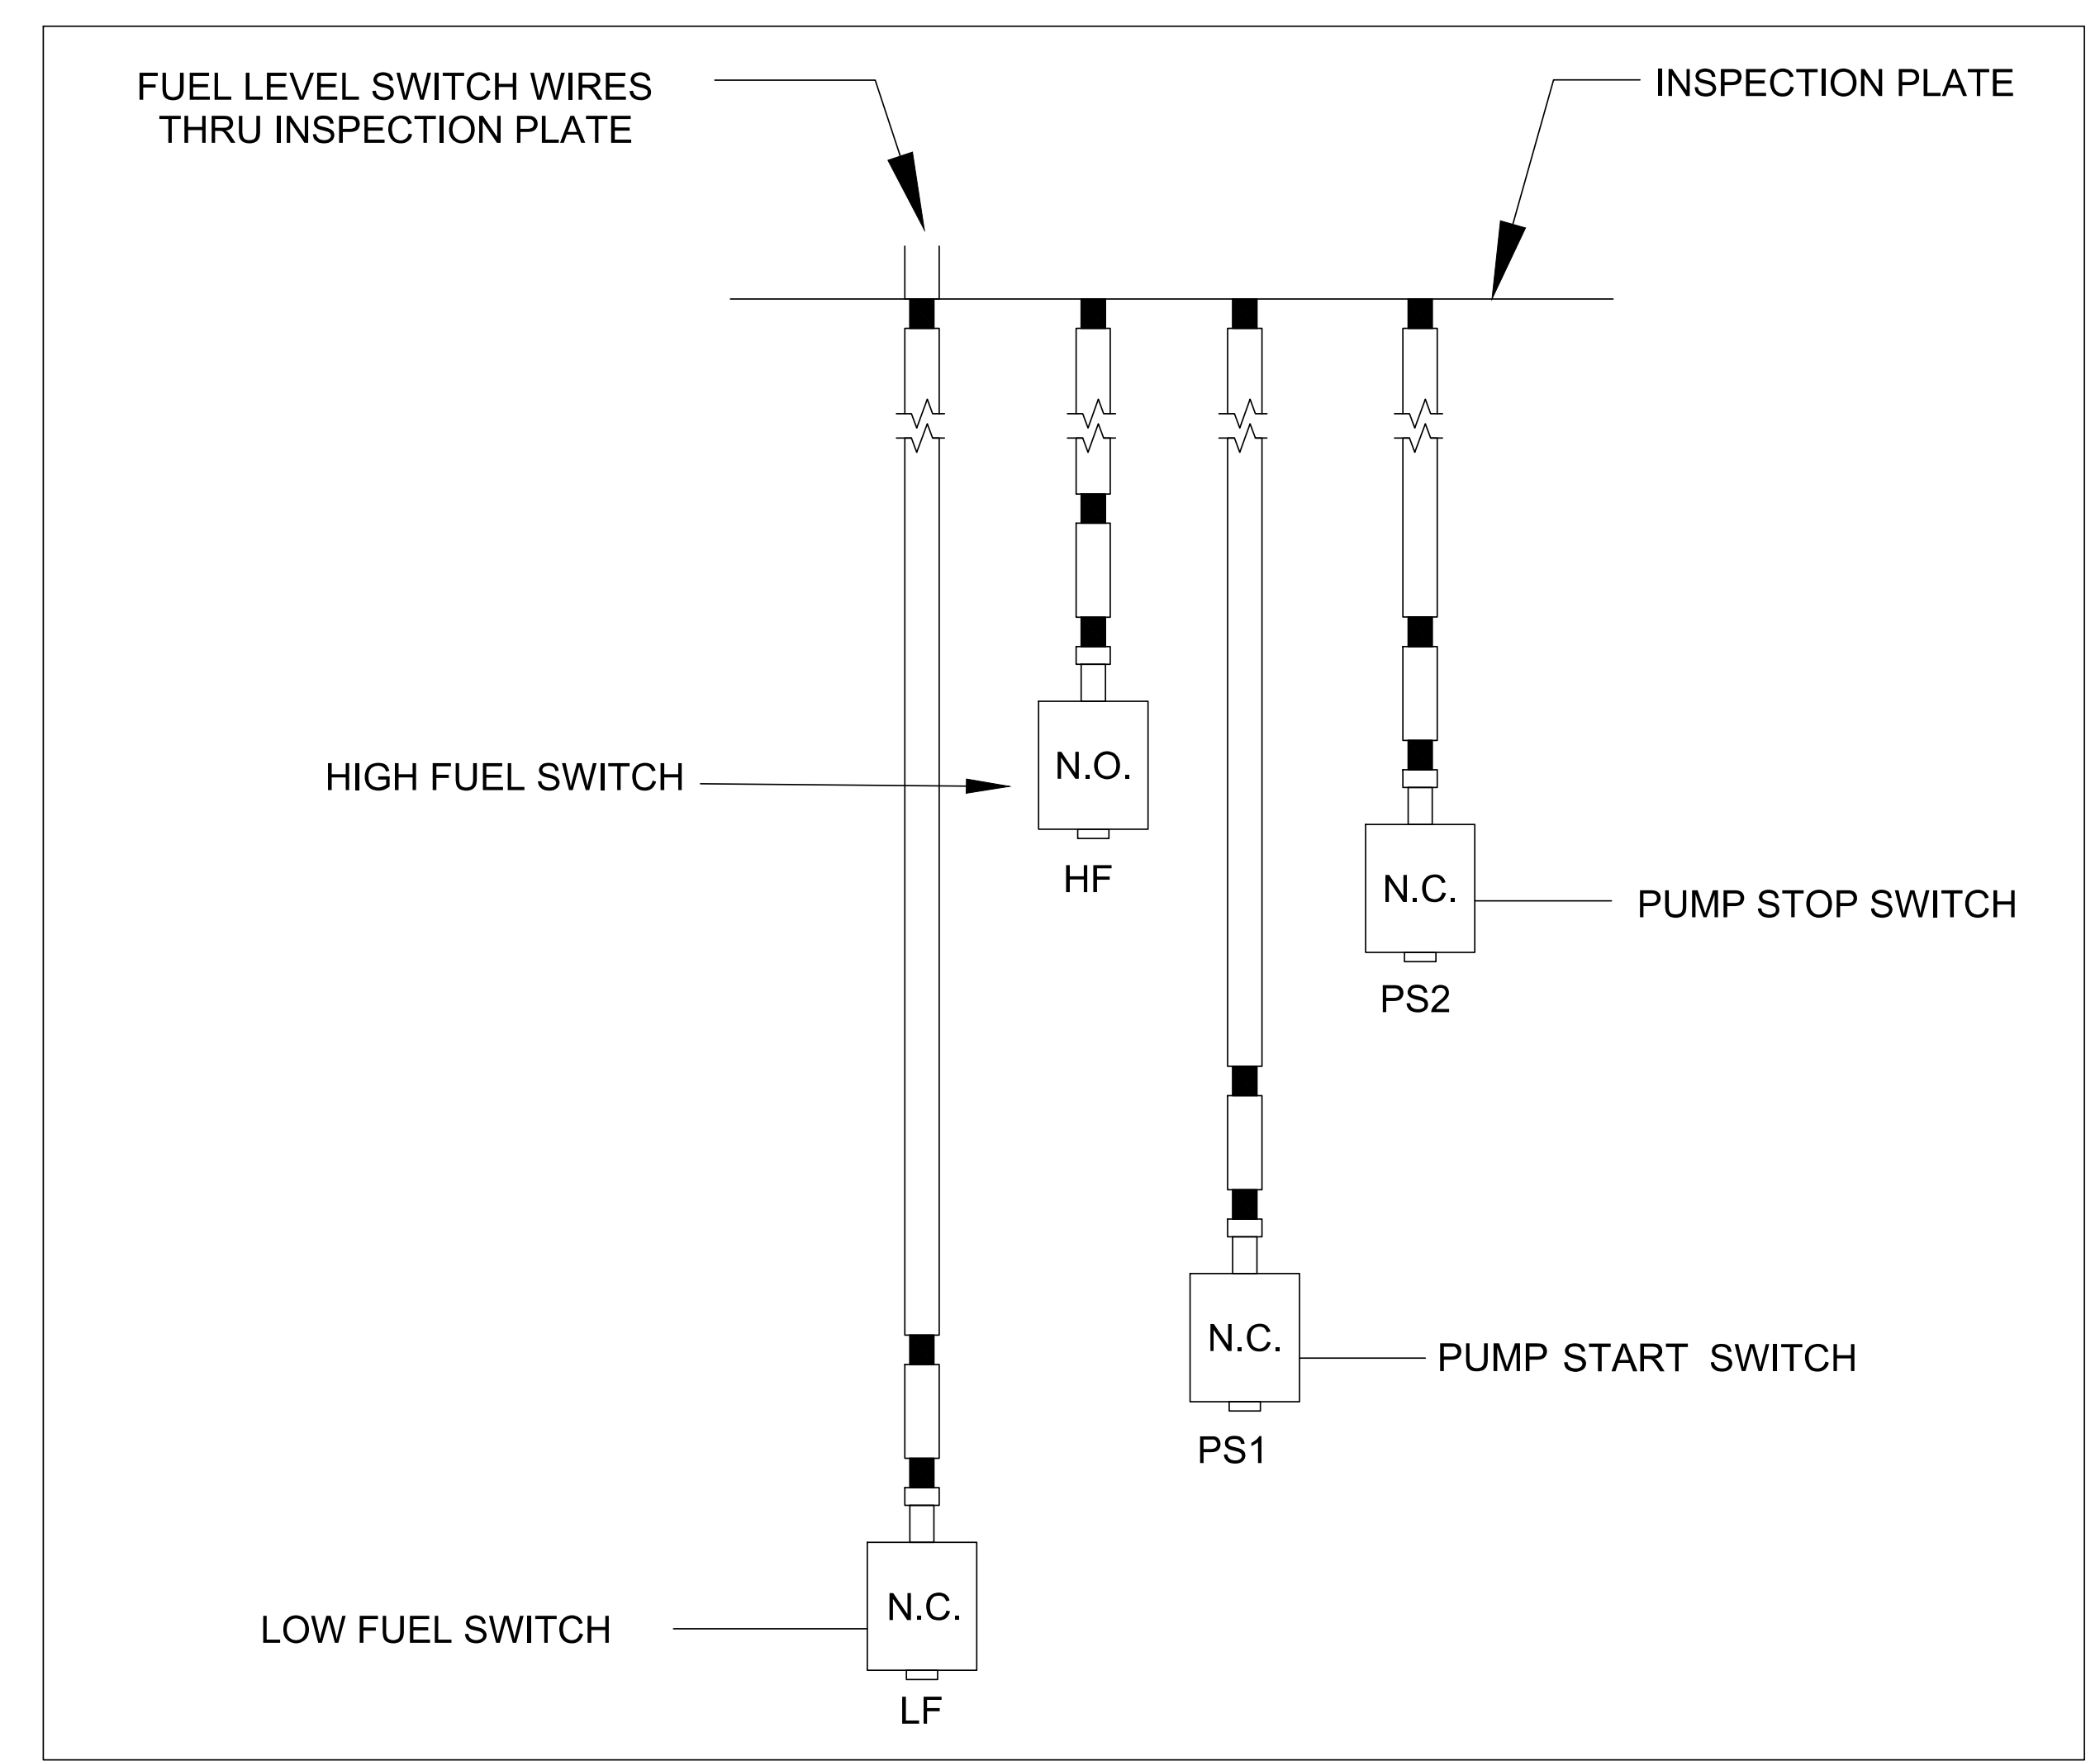 FUEL LEVEL SWITCH WIRES
THRU INSPECTION PLATE
INSPECTION PLATE
HIGH FUEL SWITCH
N.O.
HF
N.C.
PUMP STOP SWITCH
PS2
N.C.
PUMP START  SWITCH
PS1
LOW FUEL SWITCH
N.C.
LF